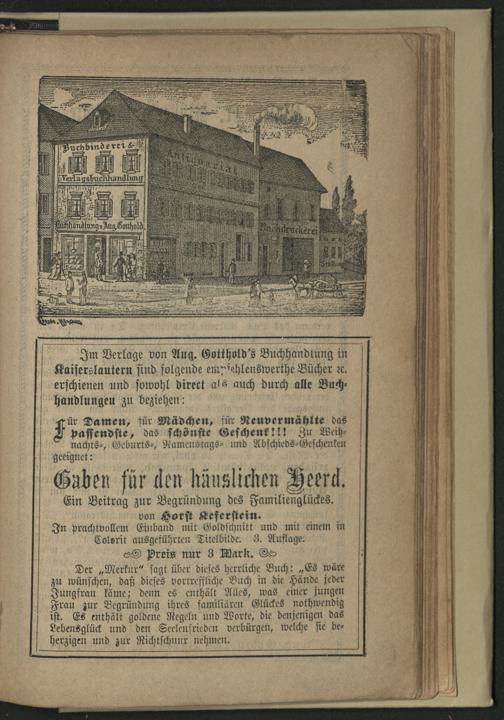 Buchbinderei &
Verlagsbuchhandlung
Antiquariat
Buchhandlung v. Aug. Gotthold.
Buchdruckerei
Im Verlage von Aug. Gotthold's Buchhandlung in
Kaiserslautern sind folgende empfehlenswerthe Bücher ꝛc.
erschienen und sowohl direct als auch durch alle Buch-
handlungen zu beziehen:
Für Damen, für Mädchen, für Neuvermählte das
passendste, das schönste Geschenk!!! Zu Weih-
nachts-, Geburts-, Namenstags- und Abschieds-Geschenken
geeignet:
Gaben für den häuslichen Heerd.
Ein Beitrag zur Begründung des Familienglückes.
von Horst Keferstein.
In prachtvollem Einband mit Goldschnitt und mit einem in
Colorit ausgeführten Titelbilde. 3. Auflage.
Preis nur 3 Mark.
Der „Merkur" sagt über dieses herrliche Buch: „Es wäre
zu wünschen, daß dieses vortreffliche Buch in die Hände jeder
Jungfrau käme; denn es enthält Alles, was einer jungen
Frau zur Begründung ihres familiären Glückes nothwendig
ist. Es enthält goldene Regeln und Worte, die denjenigen das
Lebensglück und den Seelenfrieden verbürgen, welche sie be-
herzigen und zur Richtschnur nehmen.